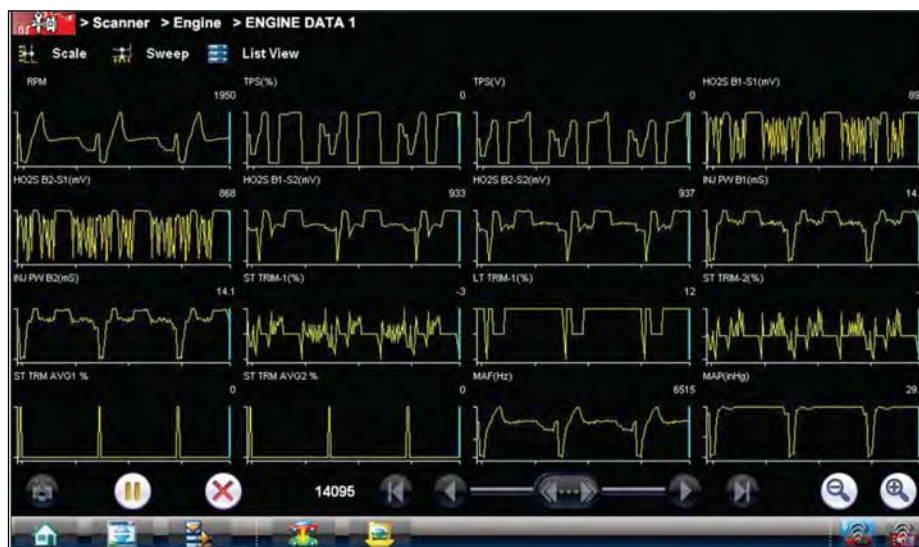 > Scanner > Engine > ENGINE DATA 1
Scale Sweep List View
RPM TPS(%) TPS(V) HO2S B1-S1(mV)
1950 0 0 89
HO2S B2-S1(mV) HO2S B1-S2(mV) HO2S B2-S2(mV) INJ PW B1(mS)
868 933 937 14.
INJ PW B2(mS) ST TRIM-1(%) LT TRIM-1(%) ST TRIM-2(%)
14.1 -3 12
ST TRM AVG1 % ST TRM AVG2 % MAF(Hz) MAP(inHg)
0 0 6515 29.
14095